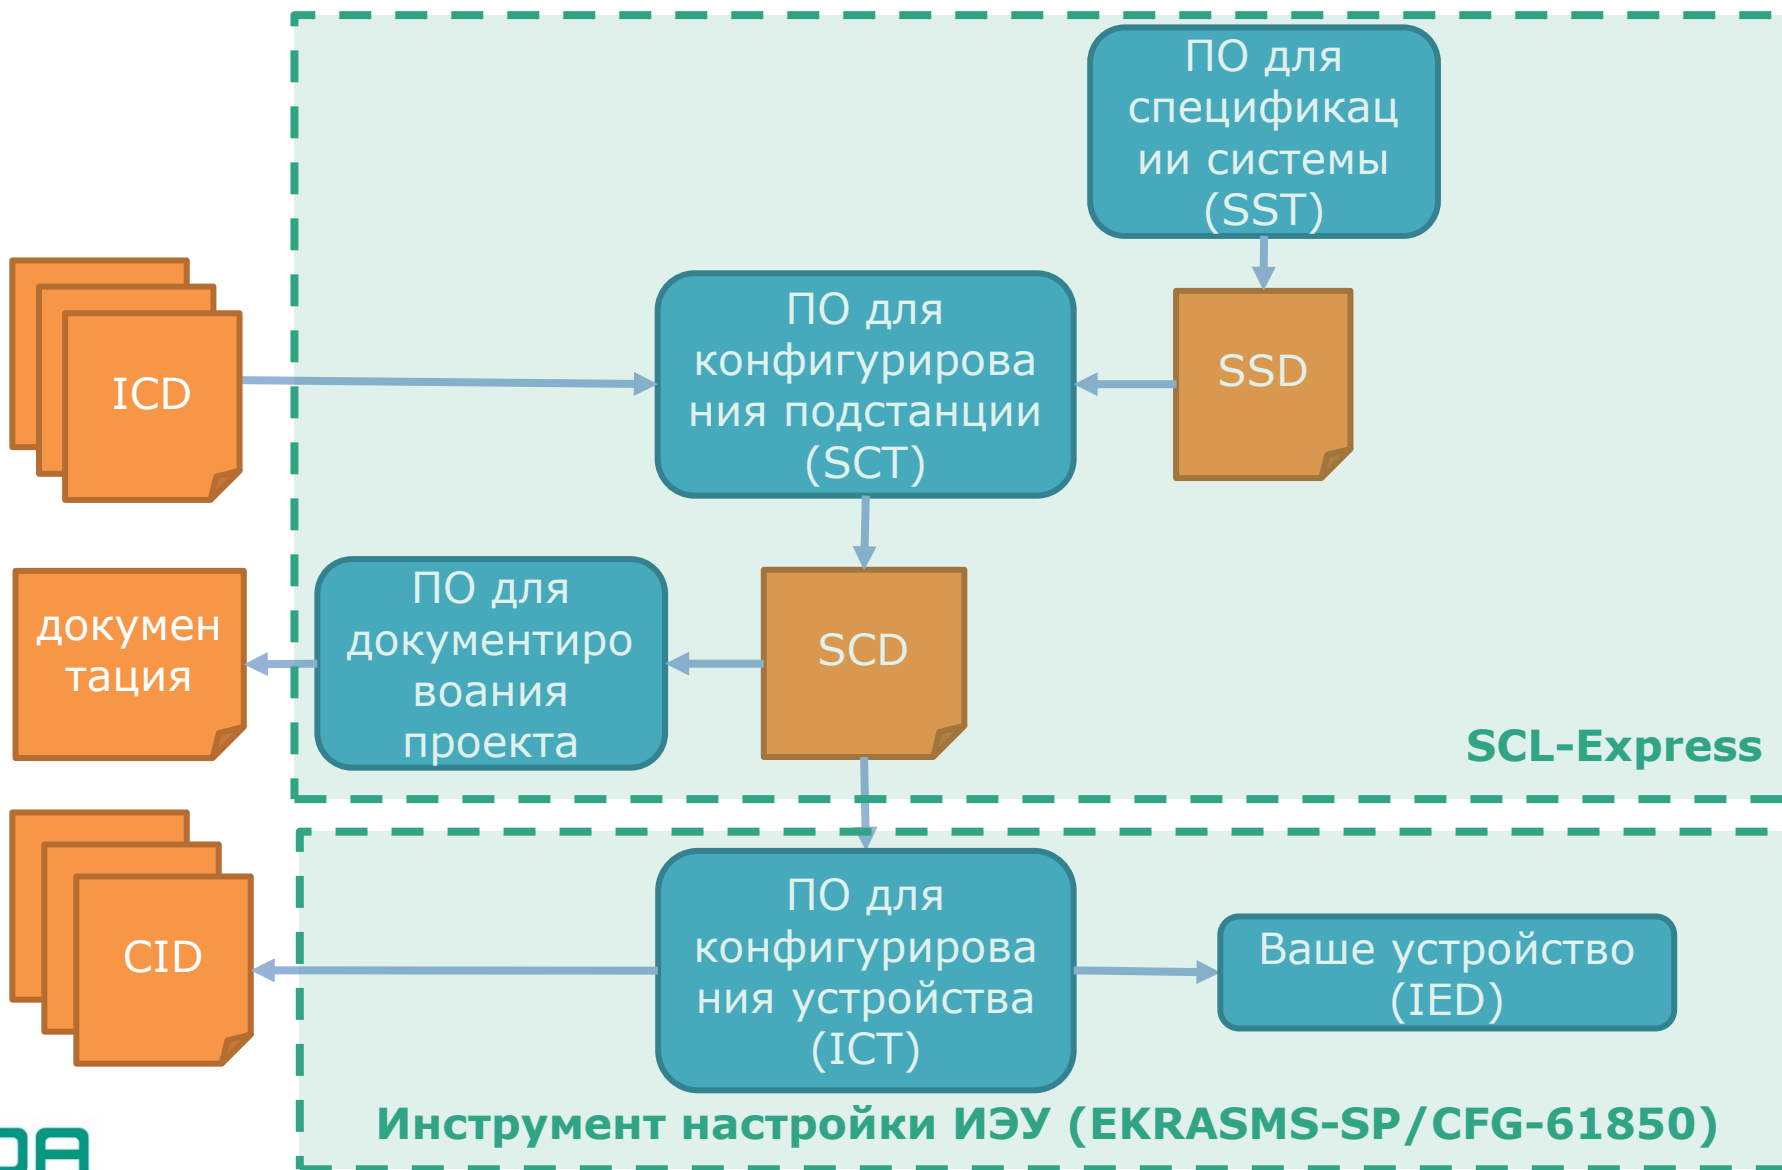 ПО для
спецификац
ии системы
(SST)
ПО для
конфигурирова
ния подстанции
(SCT)
SSD
ICD
ПО для
документиро
воания
проекта
SCD
докумен
тация
SCL-Express
ПО для
конфигурирова
ния устройства
(ICT)
Ваше устройство
(IED)
CID
Инструмент настройки ИЭУ (EKRASMS-SP/CFG-61850)